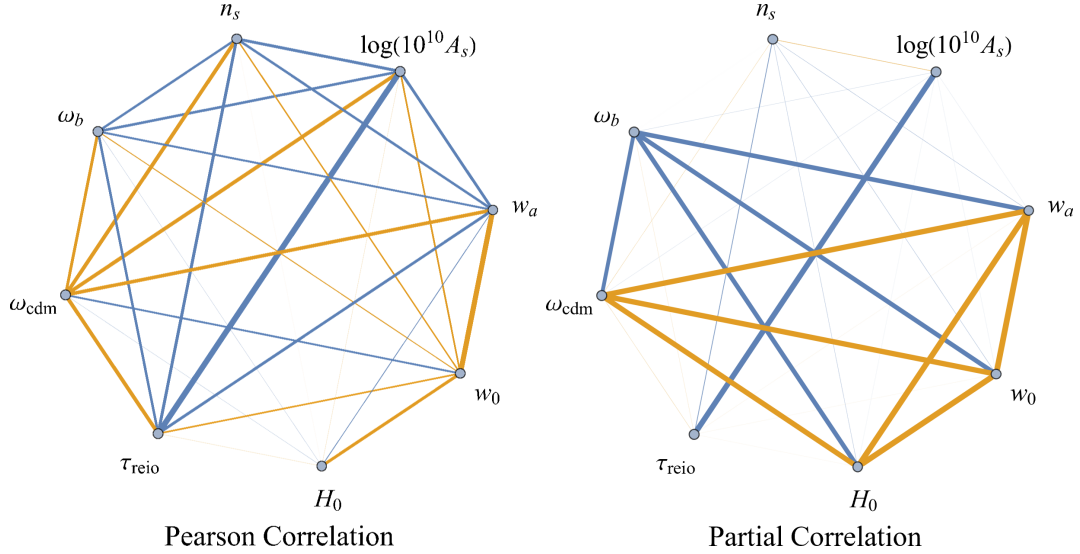 n_s
log(10^10 A_s)
ω_b
w_a
ω_cdm
w_0
τ_reio
H_0
Pearson Correlation
n_s
log(10^10 A_s)
ω_b
w_a
ω_cdm
w_0
τ_reio
H_0
Partial Correlation